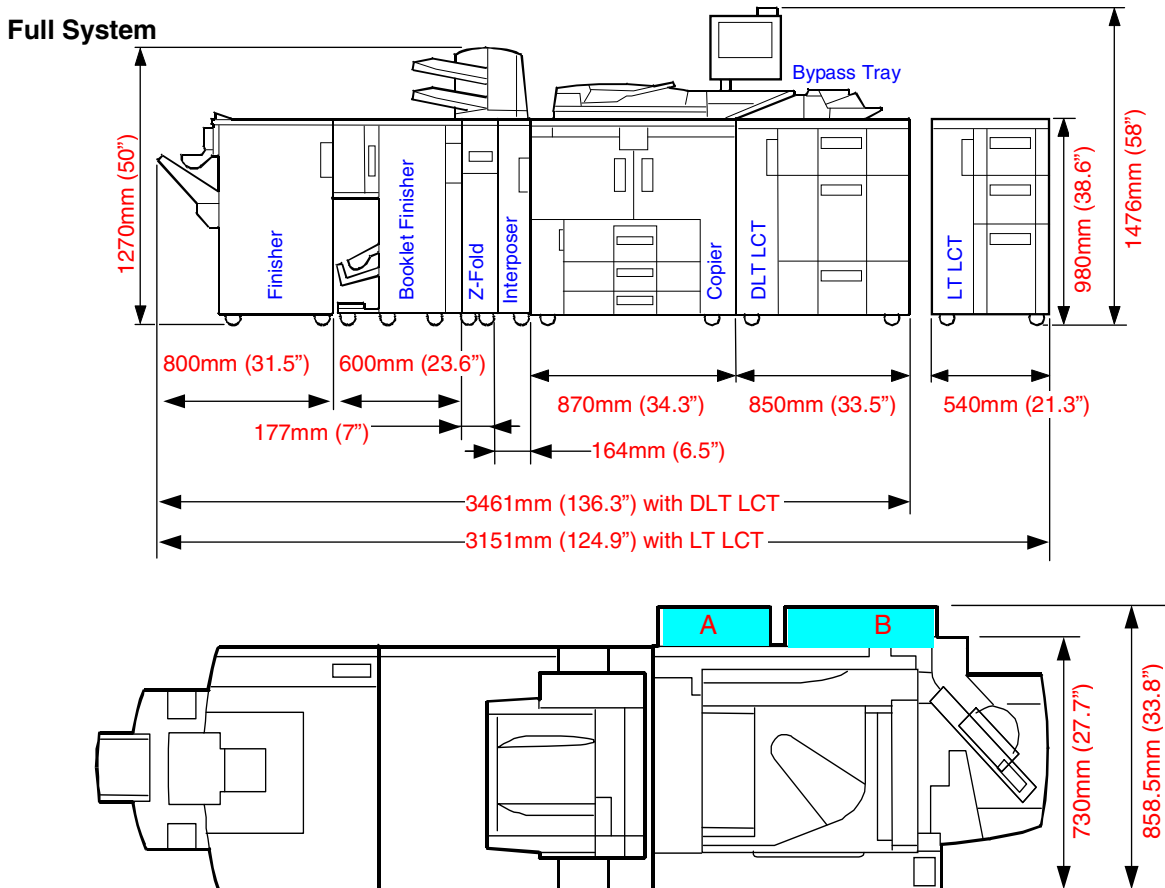 Full System
Bypass Tray
1270mm (50”)
1476mm (58”)
980mm (38.6”)
Finisher
Booklet Finisher
Z-Fold
Interposer
Copier
DLT LCT
LT LCT
800mm (31.5”)
600mm (23.6”)
870mm (34.3”)
850mm (33.5”)
540mm (21.3”)
177mm (7”)
164mm (6.5”)
3461mm (136.3”) with DLT LCT
3151mm (124.9”) with LT LCT
A
B
730mm (27.7”)
858.5mm (33.8”)